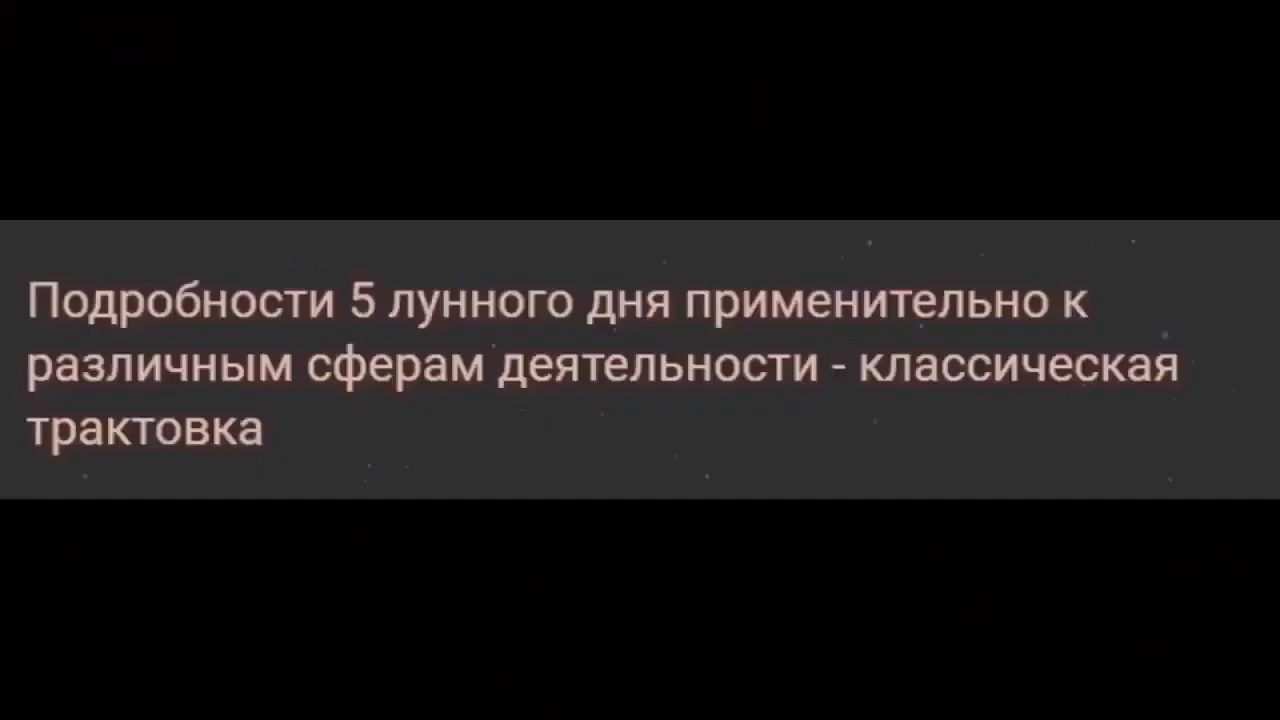 Подробности 5 лунного дня применительно к
различным сферам деятельности - классическая
трактовка